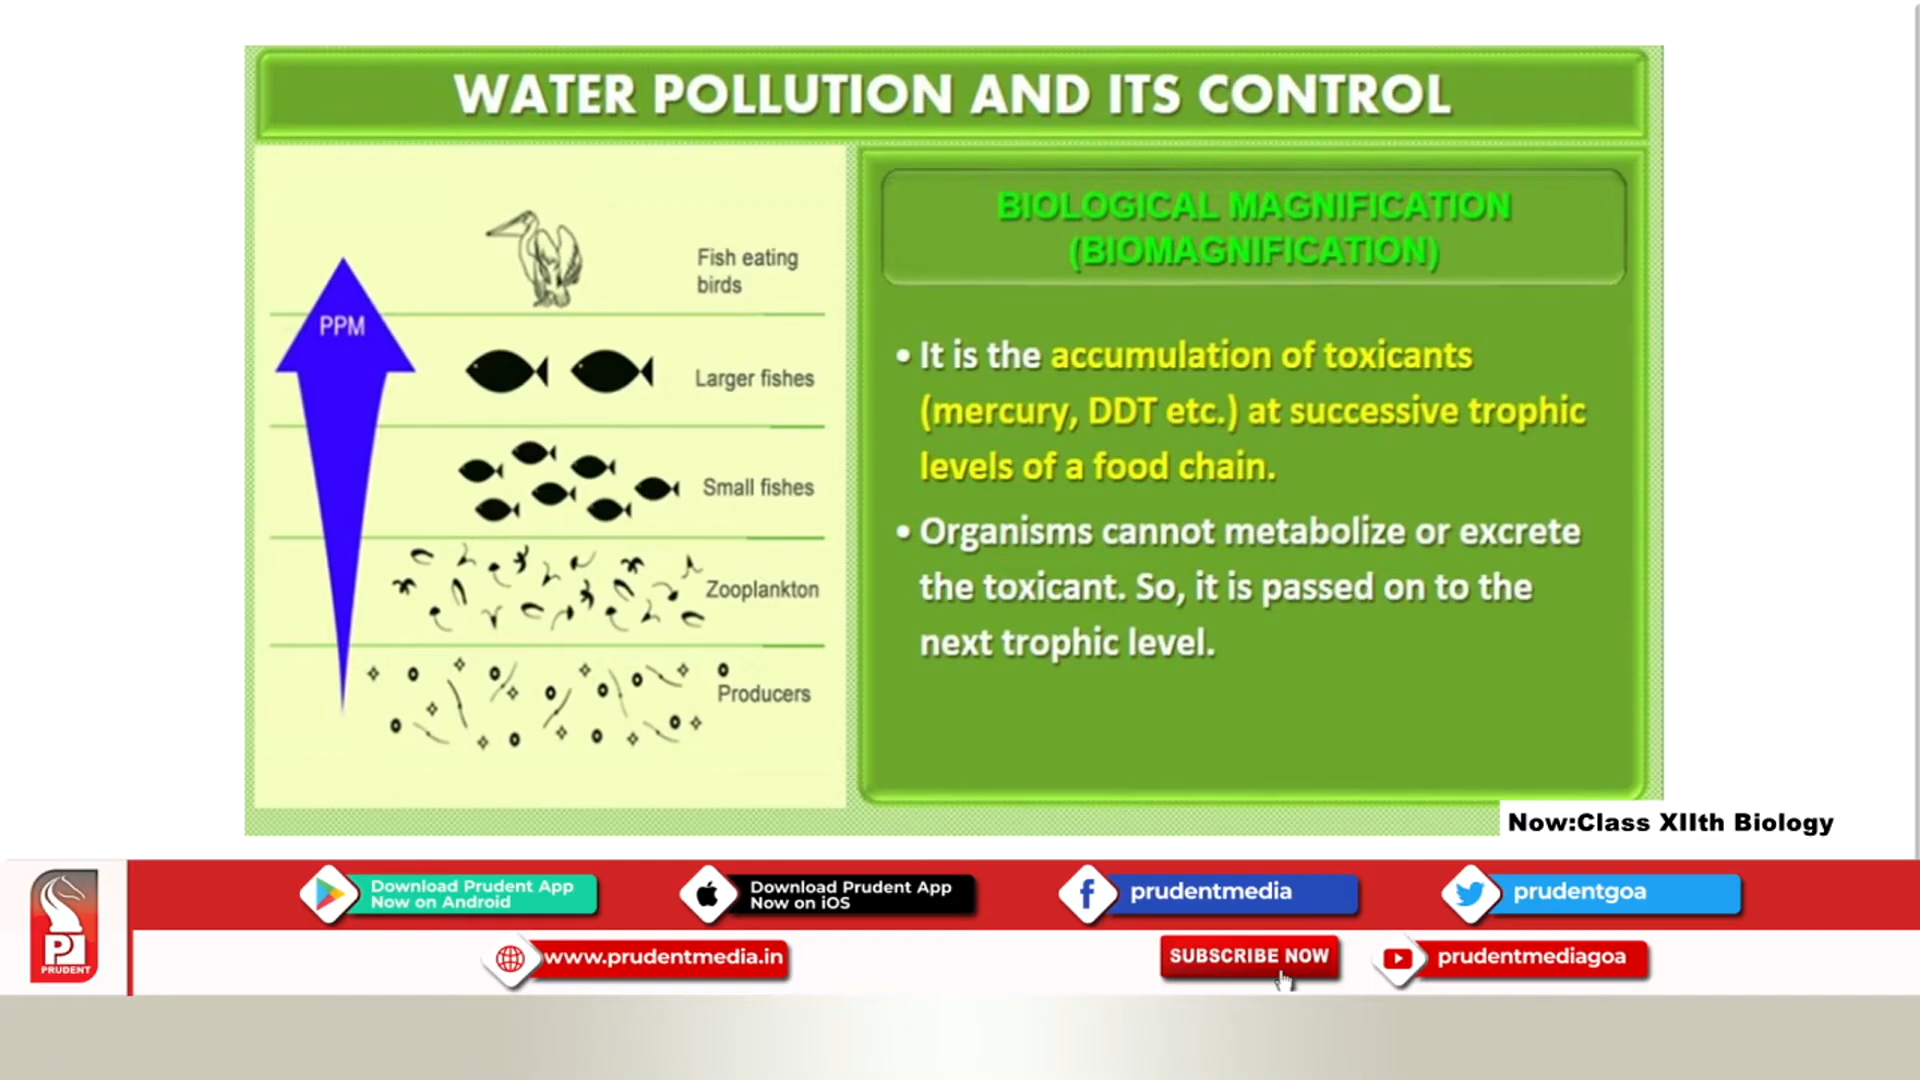 WATER POLLUTION AND ITS CONTROL
PPM
Fish eating
birds
Larger fishes
Small fishes
Zooplankton
Producers
BIOLOGICAL MAGNIFICATION
(BIOMAGNIFICATION)
• It is the accumulation of toxicants
(mercury, DDT etc.) at successive trophic
levels of a food chain.
• Organisms cannot metabolize or excrete
the toxicant. So, it is passed on to the
next trophic level.
Now:Class XIIth Biology
PRUDENT
Download Prudent App
Now on Android
Download Prudent App
Now on iOS
prudentmedia
prudentgoa
www.prudentmedia.in
SUBSCRIBE NOW
prudentmediagoa